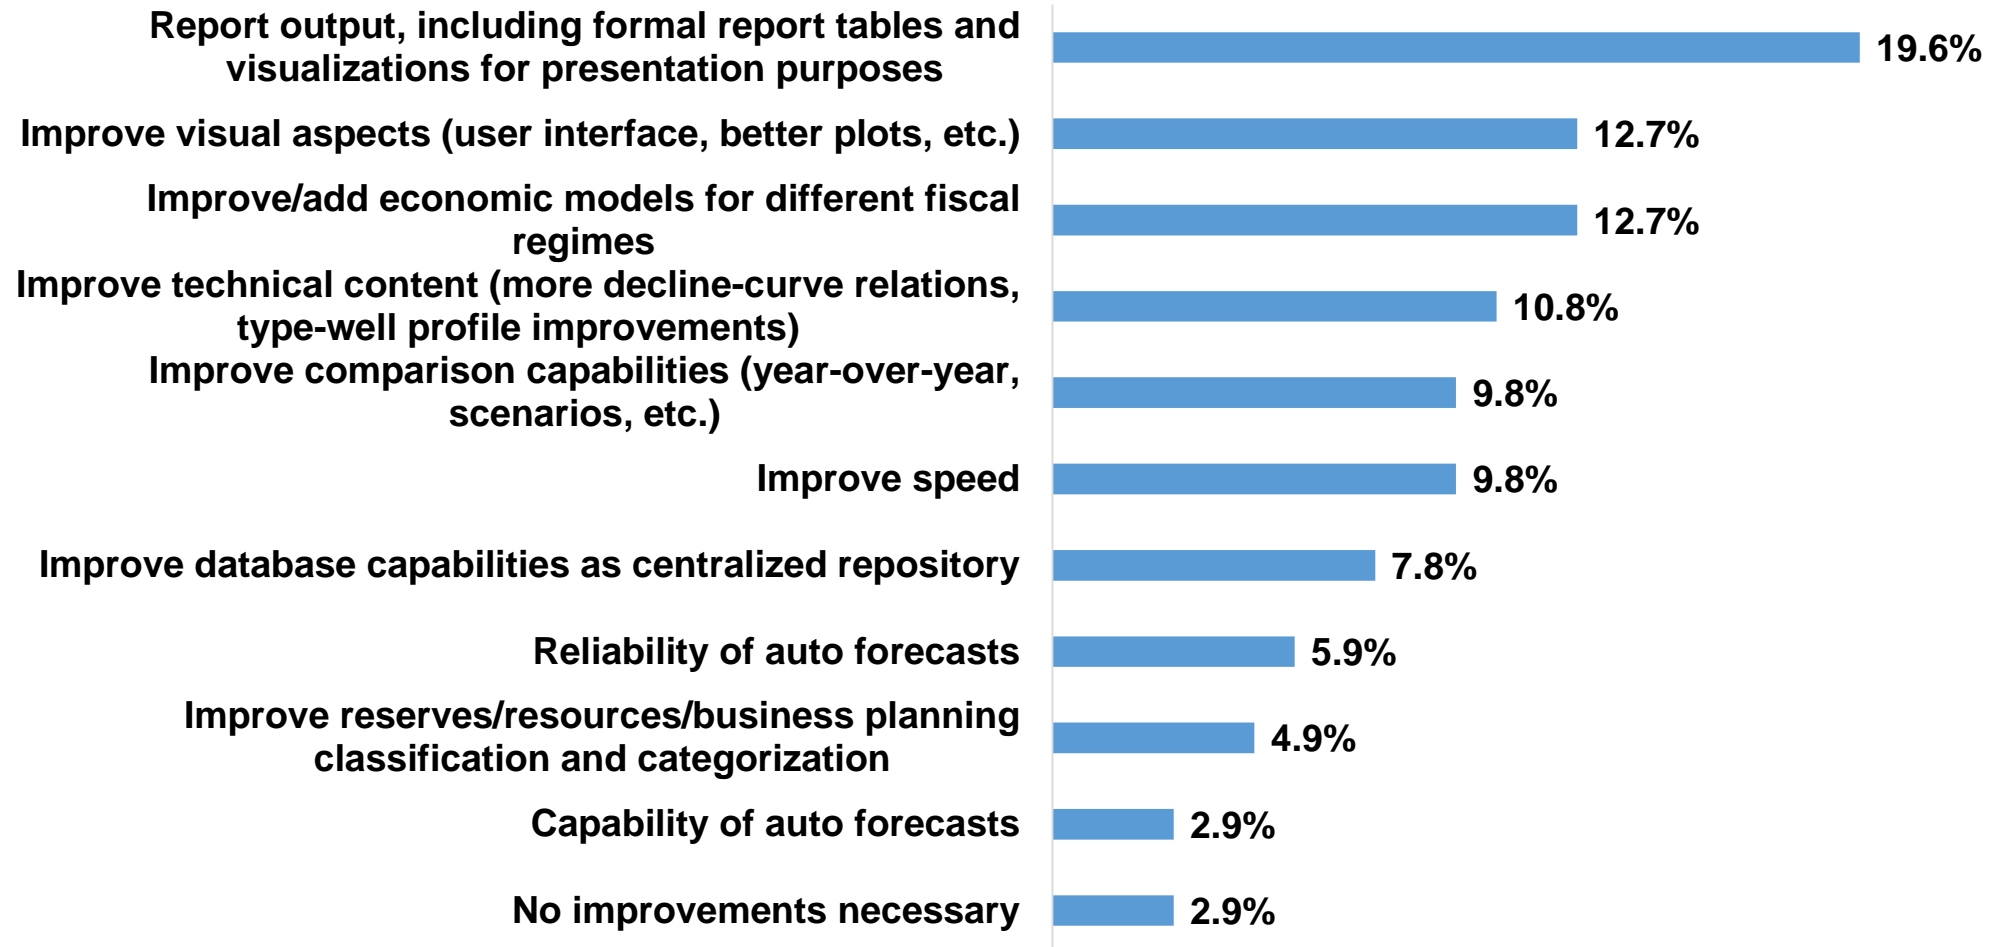 Report output, including formal report tables and
visualizations for presentation purposes
19.6%
Improve visual aspects (user interface, better plots, etc.)
12.7%
Improve/add economic models for different fiscal
regimes
12.7%
Improve technical content (more decline-curve relations,
type-well profile improvements)
10.8%
Improve comparison capabilities (year-over-year,
scenarios, etc.)
9.8%
Improve speed
9.8%
Improve database capabilities as centralized repository
7.8%
Reliability of auto forecasts
5.9%
Improve reserves/resources/business planning
classification and categorization
4.9%
Capability of auto forecasts
2.9%
No improvements necessary
2.9%